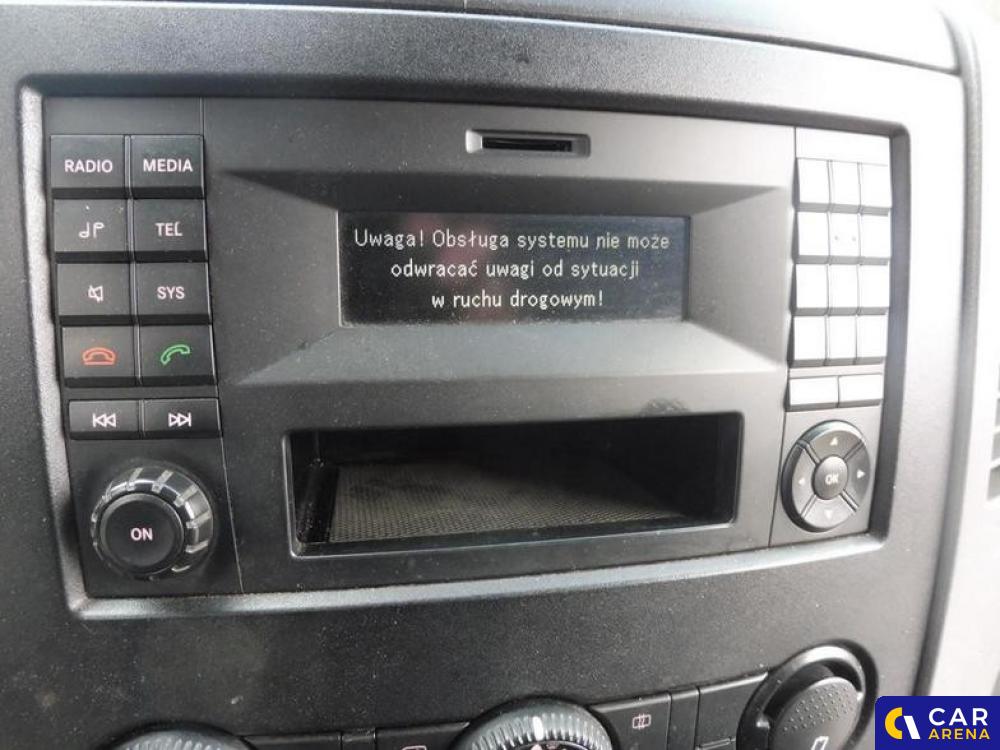 RADIO MEDIA
TEL
SYS
ON
Uwaga! Obsługa systemu nie może
odwracać uwagi od sytuacji
w ruchu drogowym!
OK
CAR
ARENA